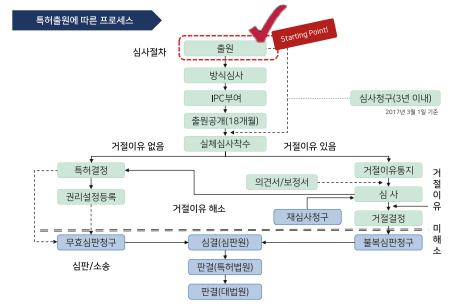 특허출원에 따른 프로세스
Starting Point!
심사절차
출원
방식심사
IPC부여
심사청구(3년 이내)
2017년 3월 1일 기준
출원공개(18개월)
실체심사착수
거절이유 없음
거절이유 있음
특허결정
거절이유통지
의견서/보정서
권리설정등록
심 사
거절이유 해소
재심사청구
거절결정
거절이유 미해소
무효심판청구
심결(심판원)
불복심판청구
심판/소송
판결(특허법원)
판결(대법원)